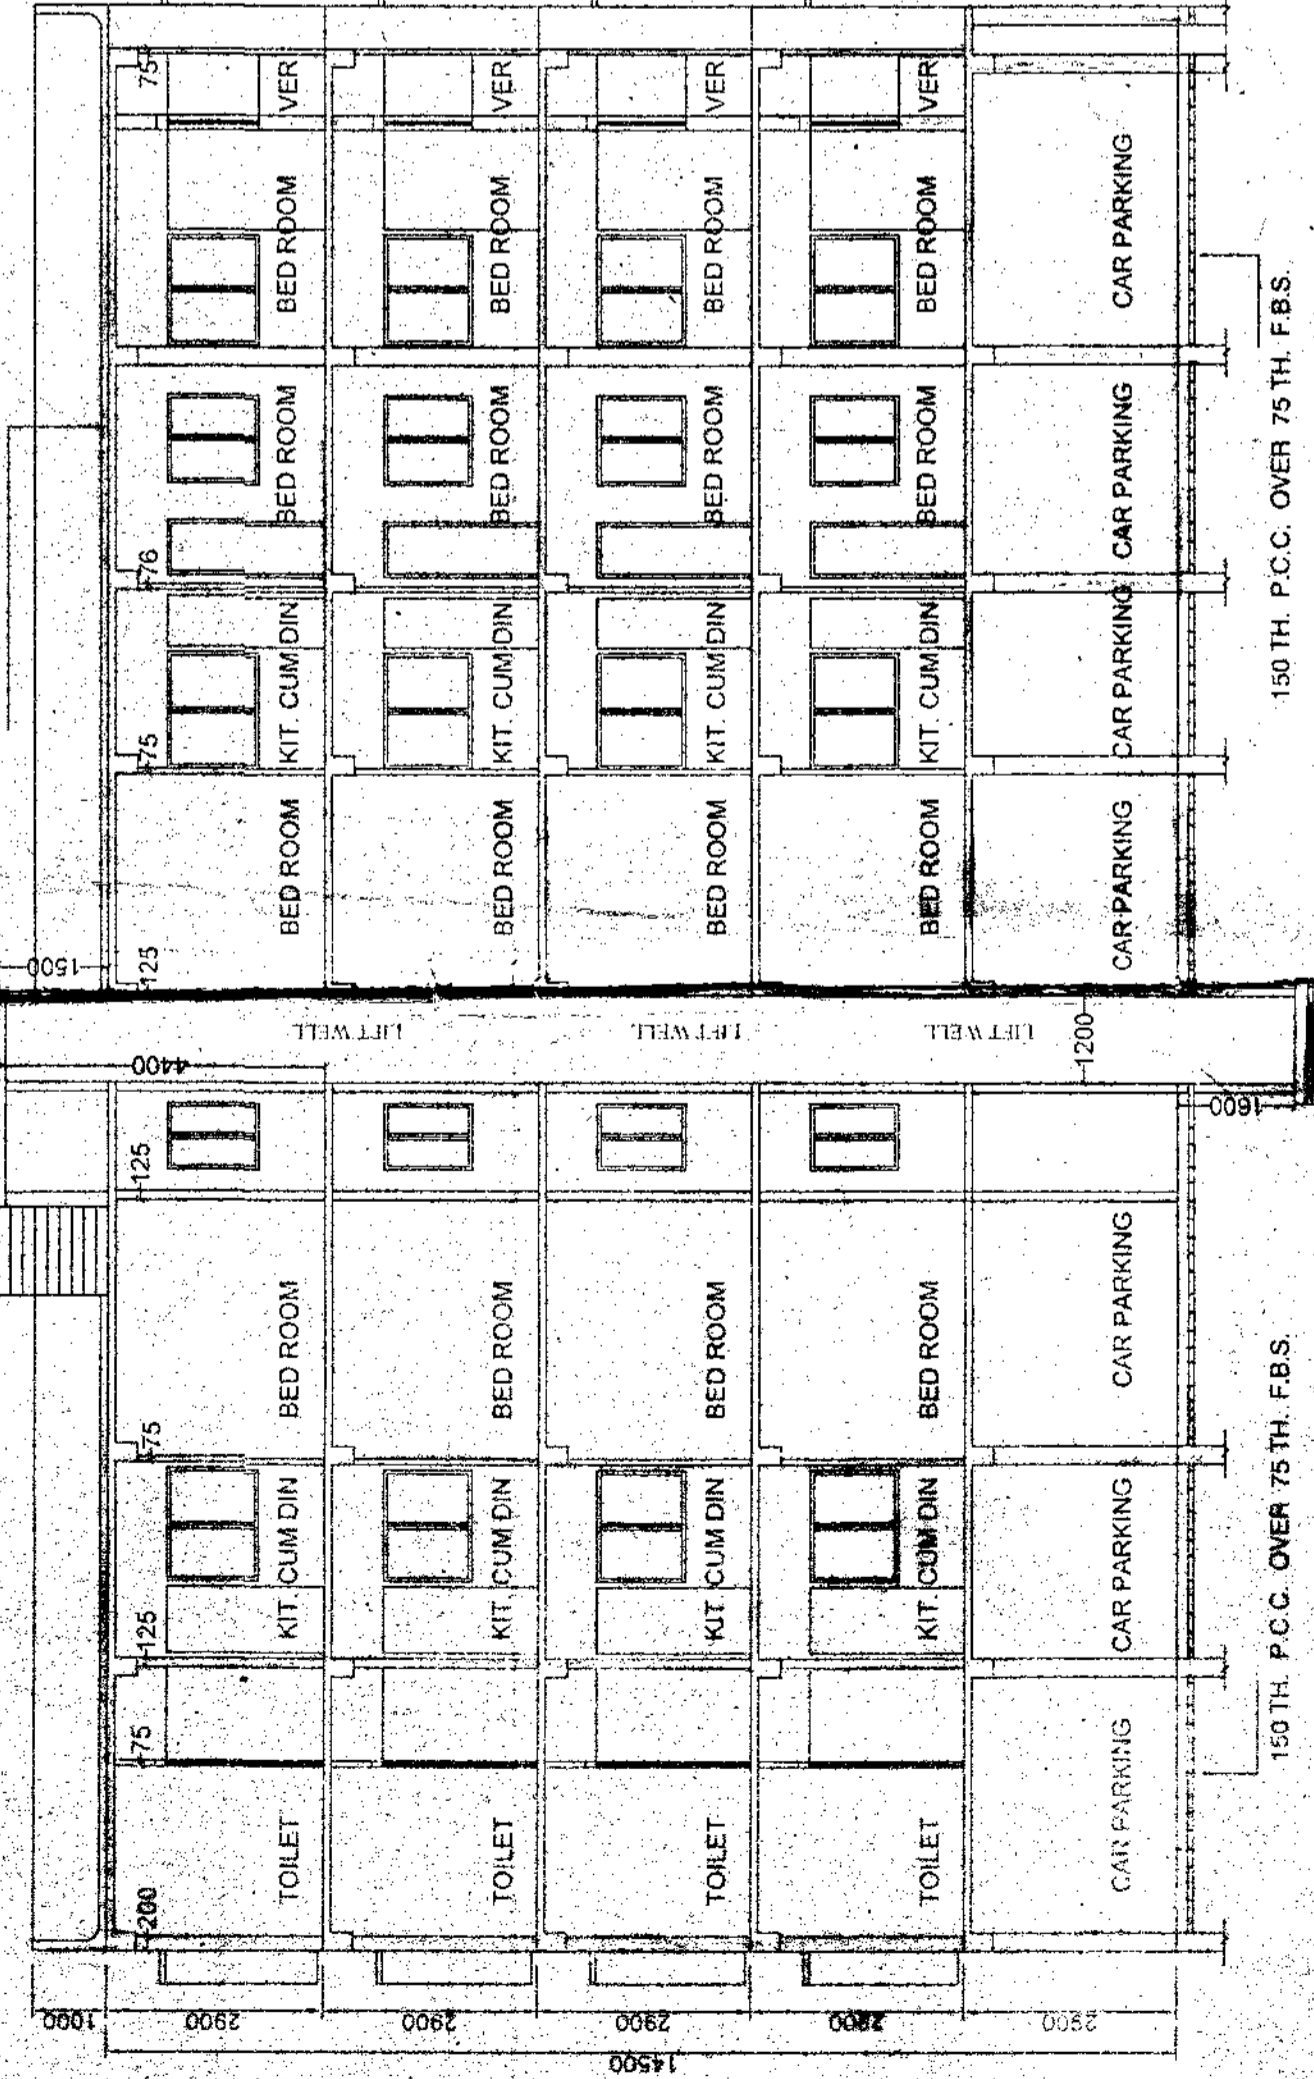 1000
1500
200 75 125 75 125 125 75 76 75
4400
2900
TOILET KIT. CUM DIN BED ROOM BED ROOM KIT. CUM DIN BED ROOM BED ROOM VER
LIFT WELL
2900
TOILET KIT. CUM DIN BED ROOM BED ROOM KIT. CUM DIN BED ROOM BED ROOM VER
2900
LIFT WELL
TOILET KIT. CUM DIN BED ROOM BED ROOM KIT. CUM DIN BED ROOM BED ROOM VER
14500
2900
TOILET KIT. CUM DIN BED ROOM BED ROOM KIT. CUM DIN BED ROOM BED ROOM VER
LIFT WELL
2900
1200
CAR PARKING CAR PARKING CAR PARKING CAR PARKING CAR PARKING CAR PARKING CAR PARKING
1600
150 TH. P.C.C. OVER 75 TH. F.B.S. 150 TH. P.C.C. OVER 75 TH. F.B.S.